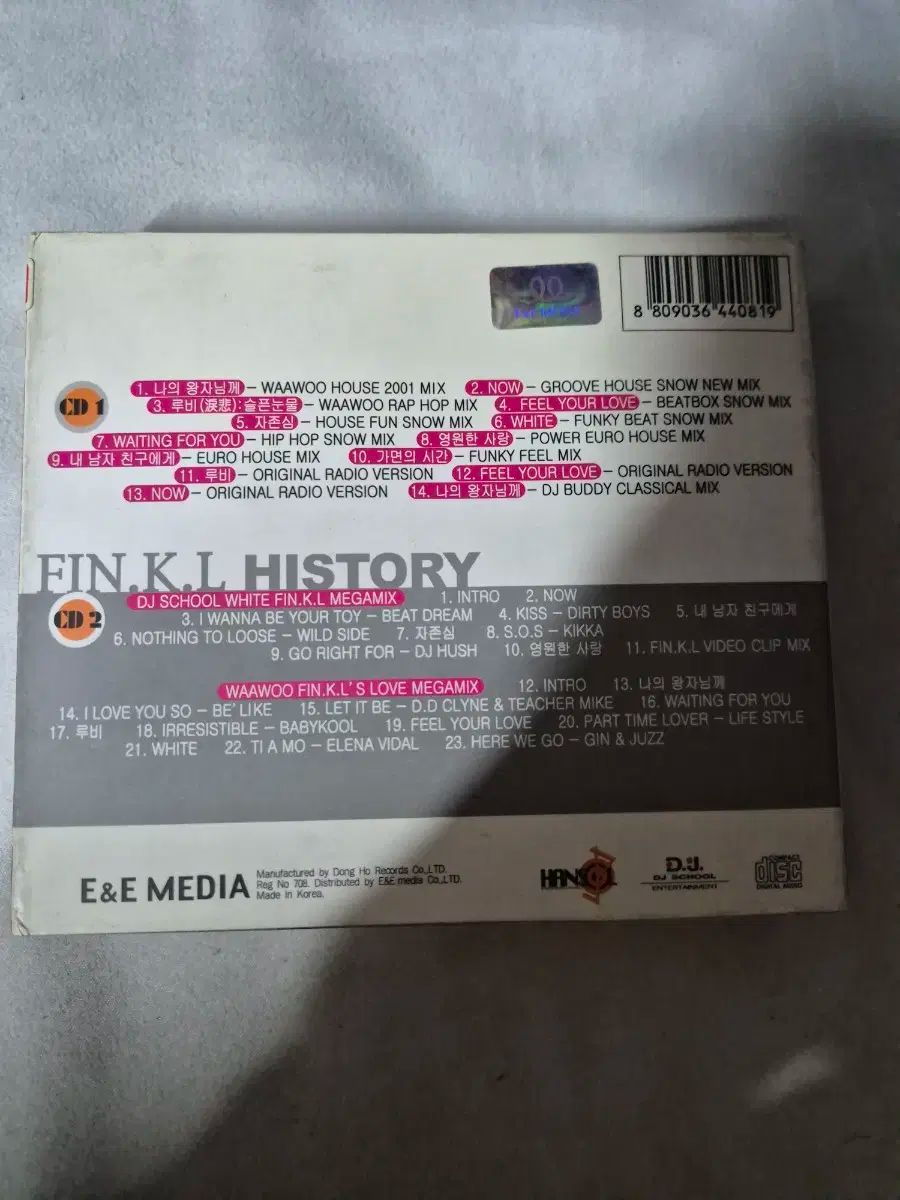 E&E MEDIA
8 809036 440819
CD 1
1. 나의 왕자님께 – WAAWOO HOUSE 2001 MIX 2. NOW – GROOVE HOUSE SNOW NEW MIX
3. 루비(淚悲):슬픈눈물 – WAAWOO RAP HOP MIX 4. FEEL YOUR LOVE – BEATBOX SNOW MIX
5. 자존심 – HOUSE FUN SNOW MIX 6. WHITE – FUNKY BEAT SNOW MIX
7. WAITING FOR YOU – HIP HOP SNOW MIX 8. 영원한 사랑 – POWER EURO HOUSE MIX
9. 내 남자 친구에게 – EURO HOUSE MIX 10. 가면의 시간 – FUNKY FEEL MIX
11. 루비 – ORIGINAL RADIO VERSION 12. FEEL YOUR LOVE – ORIGINAL RADIO VERSION
13. NOW – ORIGINAL RADIO VERSION 14. 나의 왕자님께 – DJ BUDDY CLASSICAL MIX
FIN.K.L HISTORY
CD 2
DJ SCHOOL WHITE FIN.K.L MEGAMIX 1. INTRO 2. NOW
3. I WANNA BE YOUR TOY – BEAT DREAM 4. KISS – DIRTY BOYS 5. 내 남자 친구에게
6. NOTHING TO LOOSE – WILD SIDE 7. 자존심 8. S.O.S – KIKKA
9. GO RIGHT FOR – DJ HUSH 10. 영원한 사랑 11. FIN.K.L VIDEO CLIP MIX
WAAWOO FIN.K.L'S LOVE MEGAMIX 12. INTRO 13. 나의 왕자님께
14. I LOVE YOU SO – BE' LIKE 15. LET IT BE – D.D CLYNE & TEACHER MIKE 16. WAITING FOR YOU
17. 루비 18. IRRESISTIBLE – BABYKOOL 19. FEEL YOUR LOVE 20. PART TIME LOVER – LIFE STYLE
21. WHITE 22. TI A MO – ELENA VIDAL 23. HERE WE GO – GIN & JUZZ
E&E MEDIA
Manufactured by Dong Ho Records Co.,LTD.
Reg No 708. Distributed by E&E media Co.,LTD.
Made in Korea.
HANSOL
D.J.
DJ SCHOOL
ENTERTAINMENT
COMPACT
disc
DIGITAL AUDIO